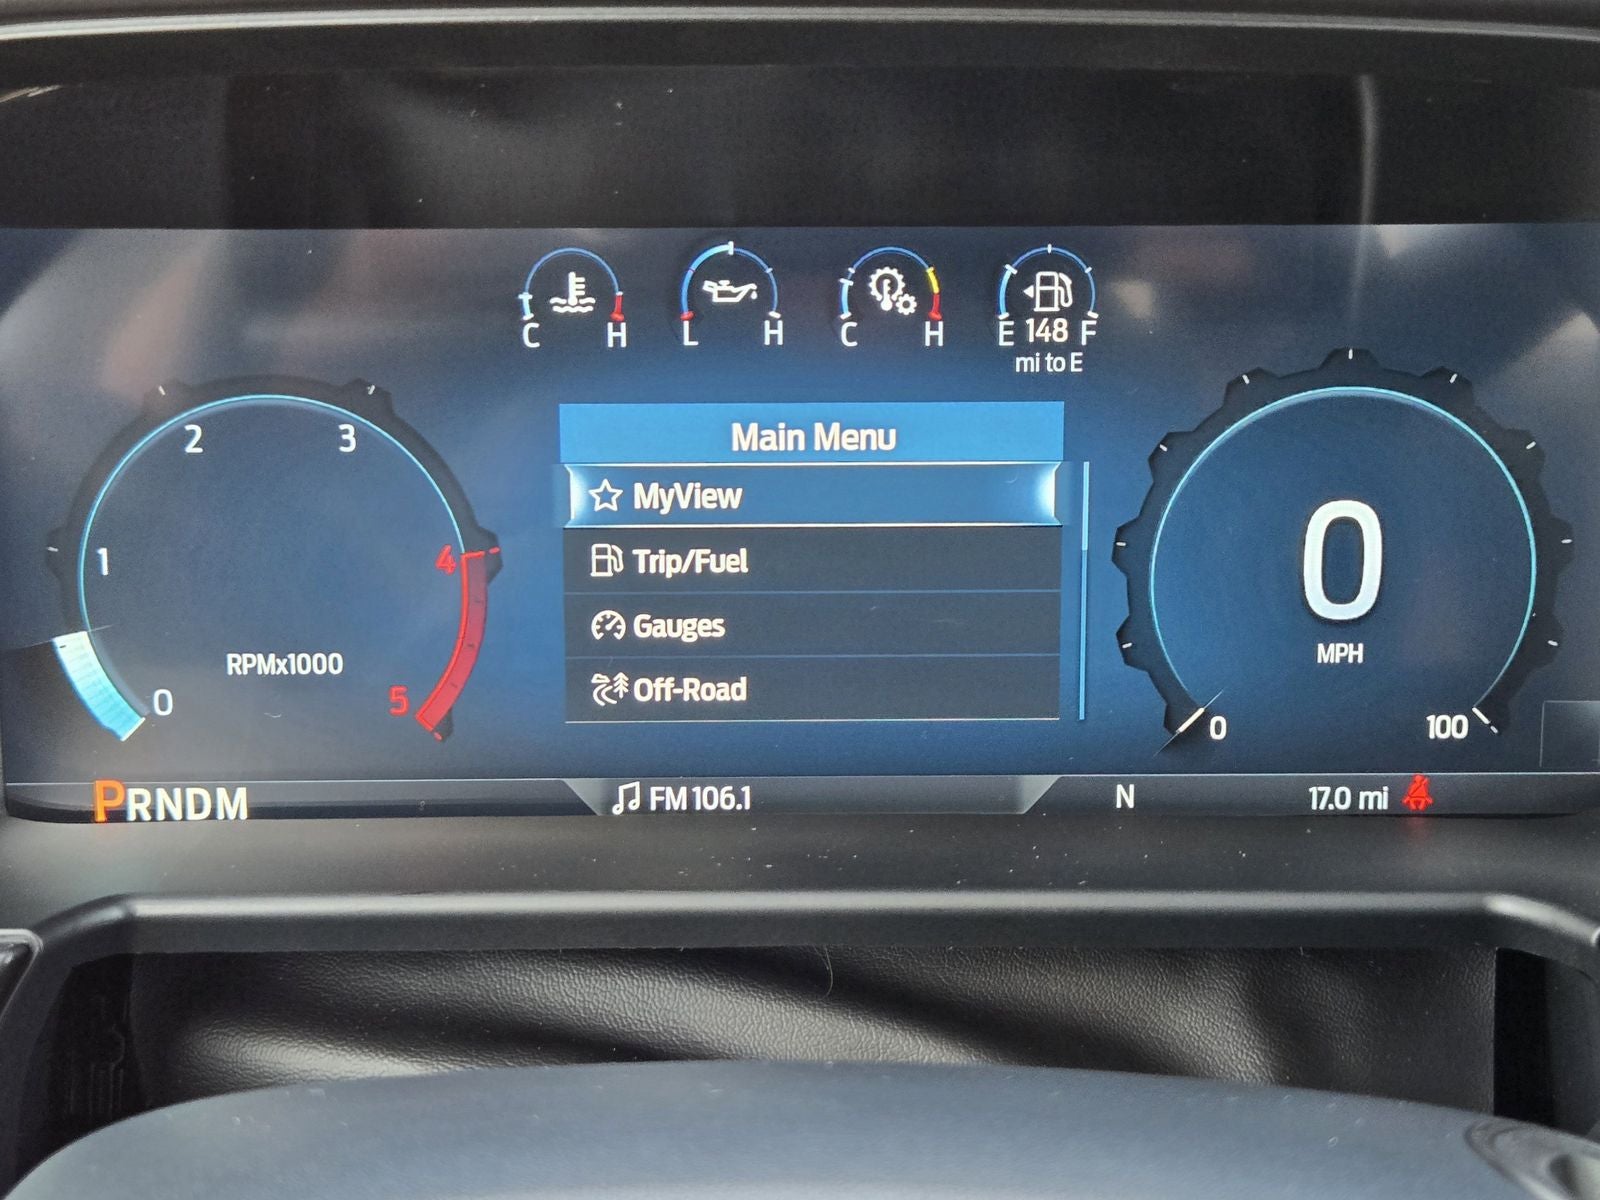 C H
L H
C H
E 148 F
mi to E
Main Menu
MyView
Trip/Fuel
Gauges
Off-Road
0
1
2
3
4
5
RPMx1000
0
MPH
0
100
PRNDM
FM 106.1
N
17.0 mi